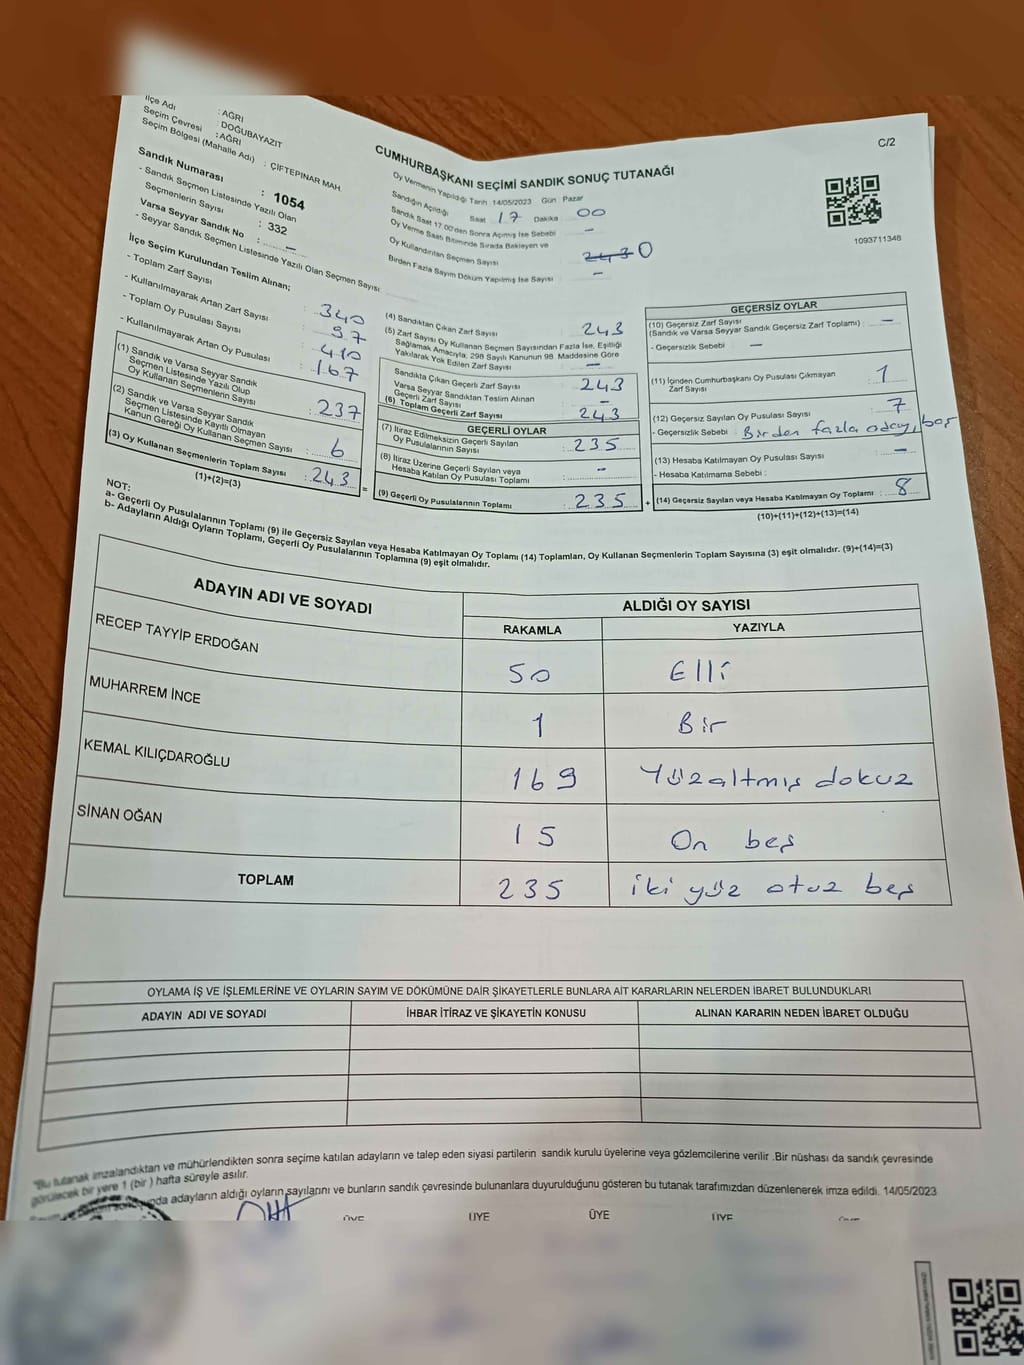 C/2
İlçe Adı : AĞRI
Seçim Çevresi : DOĞUBAYAZIT
Seçim Bölgesi (Mahalle Adı) : AĞRI
: ÇİFTEPINAR MAH.
Sandık Numarası : 1054
- Sandık Seçmen Listesinde Yazılı Olan
Seçmenlerin Sayısı : 332
Varsa Seyyar Sandık No : -
- Seyyar Sandık Seçmen Listesinde Yazılı Olan Seçmen Sayısı:
CUMHURBAŞKANI SEÇİMİ SANDIK SONUÇ TUTANAĞI
Oy Vermenin Yapıldığı Tarih 14/05/2023 Gün Pazar
Sandığın Açıldığı Saat 17 Dakika 00
Sandık Saat 17.00'den Sonra Açılmış İse Sebebi -
Oy Verme Saati Bitiminde Sırada Bekleyen ve
Oy Kullandırılan Seçmen Sayısı 0
Birden Fazla Sayım Döküm Yapılmış İse Sayısı -
1093711348
İlçe Seçim Kurulundan Teslim Alınan;
- Toplam Zarf Sayısı : 340
- Kullanılmayarak Artan Zarf Sayısı : 97
- Toplam Oy Pusulası Sayısı : 410
- Kullanılmayarak Artan Oy Pusulası : 167
(1) Sandık ve Varsa Seyyar Sandık
Seçmen Listesinde Yazılı Olup
Oy Kullanan Seçmenlerin Sayısı : 237
(2) Sandık ve Varsa Seyyar Sandık
Seçmen Listesinde Kayıtlı Olmayan
Kanun Gereği Oy Kullanan Seçmen Sayısı : 6
(3) Oy Kullanan Seçmenlerin Toplam Sayısı : 243 =
(1)+(2)=(3)
(4) Sandıktan Çıkan Zarf Sayısı 243
(5) Zarf Sayısı Oy Kullanan Seçmen Sayısından Fazla İse, Eşitliği
Sağlamak Amacıyla, 298 Sayılı Kanunun 98. Maddesine Göre
Yakılarak Yok Edilen Zarf Sayısı -
Sandıkta Çıkan Geçerli Zarf Sayısı : 243
Varsa Seyyar Sandıktan Teslim Alınan
Geçerli Zarf Sayısı : -
(6) Toplam Geçerli Zarf Sayısı : 243
GEÇERLİ OYLAR
(7) İtiraz Edilmeksizin Geçerli Sayılan
Oy Pusulalarının Sayısı : 235
(8) İtiraz Üzerine Geçerli Sayılan veya
Hesaba Katılan Oy Pusulaları Toplamı : -
(9) Geçerli Oy Pusulalarının Toplamı : 235 +
GEÇERSİZ OYLAR
(10) Geçersiz Zarf Sayısı
(Sandık ve Varsa Seyyar Sandık Geçersiz Zarf Toplamı) : -
- Geçersizlik Sebebi : -
(11) İçinden Cumhurbaşkanı Oy Pusulası Çıkmayan
Zarf Sayısı : 1
(12) Geçersiz Sayılan Oy Pusulası Sayısı : 7
- Geçersizlik Sebebi : Birden fazla aday, boş
(13) Hesaba Katılmayan Oy Pusulası Sayısı : -
- Hesaba Katılmama Sebebi :
(14) Geçersiz Sayılan veya Hesaba Katılmayan Oy Toplamı : 8
(10)+(11)+(12)+(13)=(14)
NOT:
a- Geçerli Oy Pusulalarının Toplamı (9) ile Geçersiz Sayılan veya Hesaba Katılmayan Oy Toplamı (14) Toplamları, Oy Kullanan Seçmenlerin Toplam Sayısına (3) eşit olmalıdır. (9)+(14)=(3)
b- Adayların Aldığı Oyların Toplamı, Geçerli Oy Pusulalarının Toplamına (9) eşit olmalıdır.
ADAYIN ADI VE SOYADI ALDIĞI OY SAYISI
RAKAMLA YAZIYLA
RECEP TAYYİP ERDOĞAN 50 Elli
MUHARREM İNCE 1 Bir
KEMAL KILIÇDAROĞLU 169 Yüzaltmış dokuz
SİNAN OĞAN 15 On beş
TOPLAM 235 iki yüz otuz beş
OYLAMA İŞ VE İŞLEMLERİNE VE OYLARIN SAYIM VE DÖKÜMÜNE DAİR ŞİKAYETLERLE BUNLARA AİT KARARLARIN NELERDEN İBARET BULUNDUKLARI
ADAYIN ADI VE SOYADI İHBAR İTİRAZ VE ŞİKAYETİN KONUSU ALINAN KARARIN NEDEN İBARET OLDUĞU
"Bu tutanak imzalandıktan ve mühürlendikten sonra seçime katılan adayların ve talep eden siyasi partilerin sandık kurulu üyelerine veya gözlemcilerine verilir .Bir nüshası da sandık çevresinde
görülecek bir yere 1 (bir ) hafta süreyle asılır.
adayların aldığı oyların sayılarını ve bunların sandık çevresinde bulunanlara duyurulduğunu gösteren bu tutanak tarafımızdan düzenlenerek imza edildi. 14/05/2023
ÜYE ÜYE ÜYE ÜYE